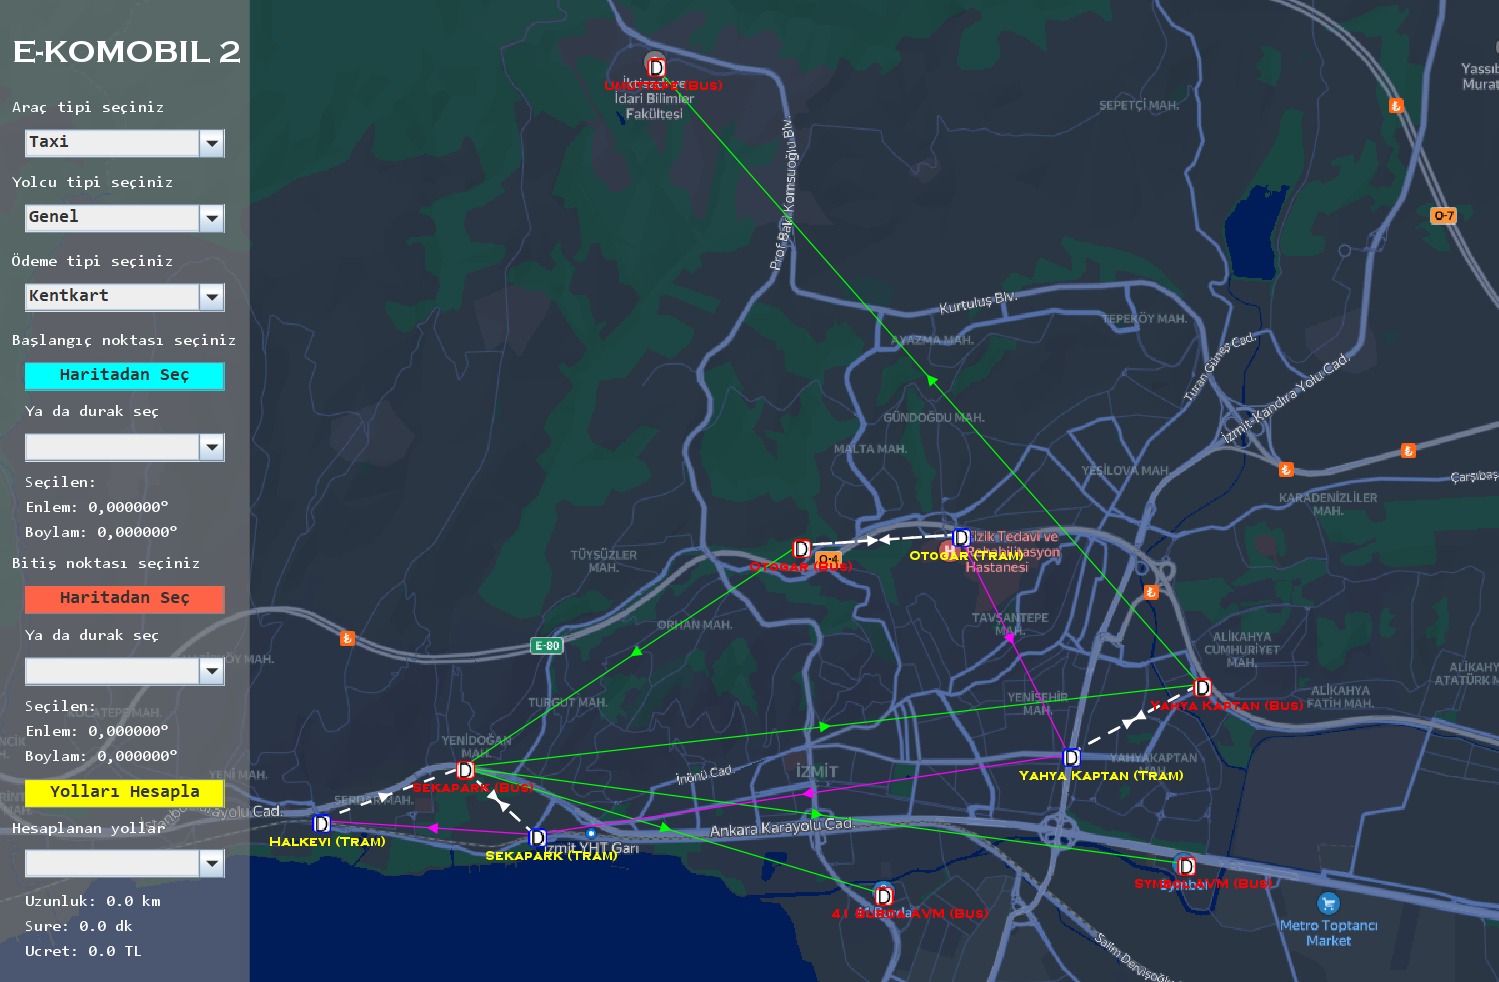 E-KOMOBIL 2
Araç tipi seçiniz
Taxi
Yolcu tipi seçiniz
Genel
Ödeme tipi seçiniz
Kentkart
Başlangıç noktası seçiniz
Haritadan Seç
Ya da durak seç
Seçilen:
Enlem: 0,000000°
Boylam: 0,000000°
Bitiş noktası seçiniz
Haritadan Seç
Ya da durak seç
Seçilen:
Enlem: 0,000000°
Boylam: 0,000000°
Yolları Hesapla
Hesaplanan yollar
Uzunluk: 0.0 km
Sure: 0.0 dk
Ucret: 0.0 TL
D
Umuttepe (Bus)
İdari Bilimler
Fakültesi
SEPETÇİ MAH.
O-7
Prof. Baki Komsuoğlu Blv.
Kurtuluş Blv.
TEPEKÖY MAH.
AYAZMA MAH.
Turan Güneş Cad.
İzmit-Kandıra Yolu Cad.
GÜNDOĞDU MAH.
MALTA MAH.
YEŞİLOVA MAH.
KARADENİZLİLER
MAH.
D
D
Fizik Tedavi ve
Rehabilitasyon
Hastanesi
Otogar (Bus)
Otogar (Tram)
O-4
TÜYSÜZLER
MAH.
TAVŞANTEPE
MAH.
ORHAN MAH.
E-80
ALİKAHYA
CUMHURİYET
MAH.
ALİKAHYA
ATATÜRK M
ALİKAHYA
FATİH MAH.
YENİŞEHİR
MAH.
TURGUT MAH.
D
Yahya Kaptan (Bus)
YENİDOĞAN
MAH.
D
YAHYAKAPTAN
Yahya Kaptan (Tram)
D
Sekapark (Bus)
İnönü Cad.
İZMİT
YENİ MAH.
SERDAR MAH.
D
Halkevi (Tram)
D
Sekapark (Tram)
İzmit YHT Garı
Ankara Karayolu Cad.
D
Symbol AVM (Bus)
D
41 Burda AVM (Bus)
Metro Toptancı
Market
Salim Dervişoğlu